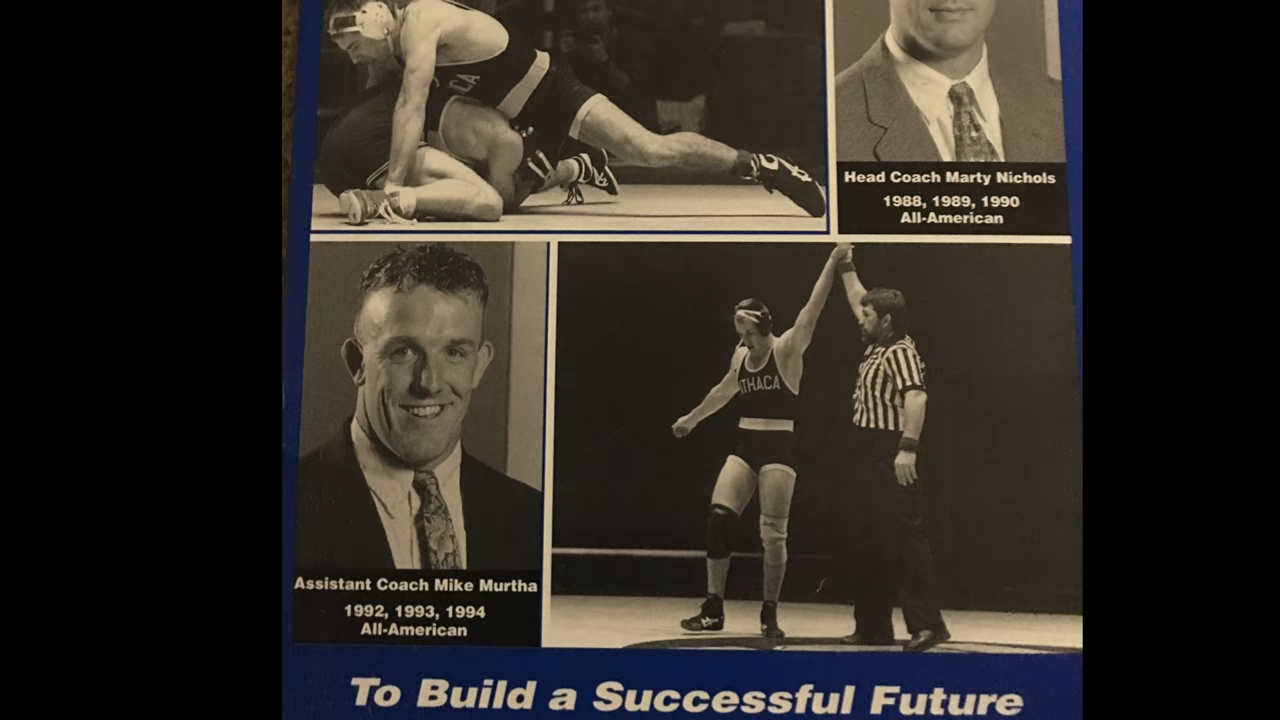 CA
Head Coach Marty Nichols
1988, 1989, 1990
All-American
ITHACA
Assistant Coach Mike Murtha
1992, 1993, 1994
All-American
To Build a Successful Future